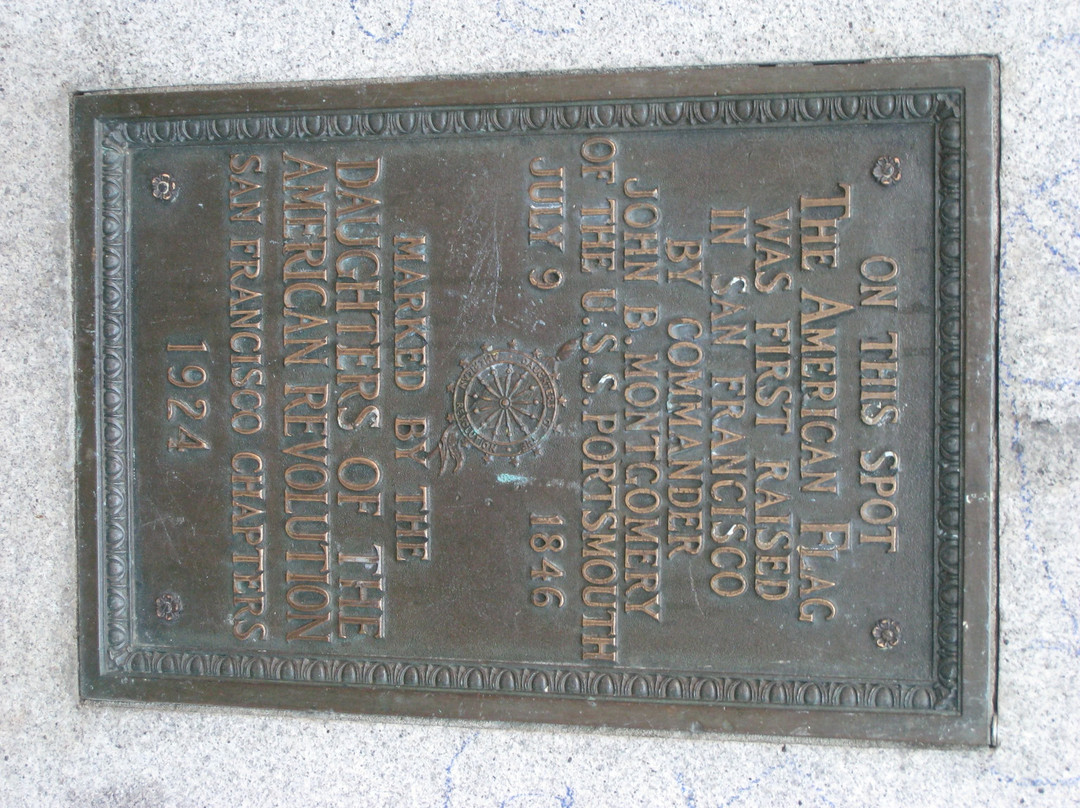 ON THIS SPOT
THE AMERICAN FLAG
WAS FIRST RAISED
IN SAN FRANCISCO
BY COMMANDER
JOHN B. MONTGOMERY
OF THE U.S.S. PORTSMOUTH
JULY 9 1846
MARKED BY THE
DAUGHTERS OF THE
AMERICAN REVOLUTION
SAN FRANCISCO CHAPTERS
1924